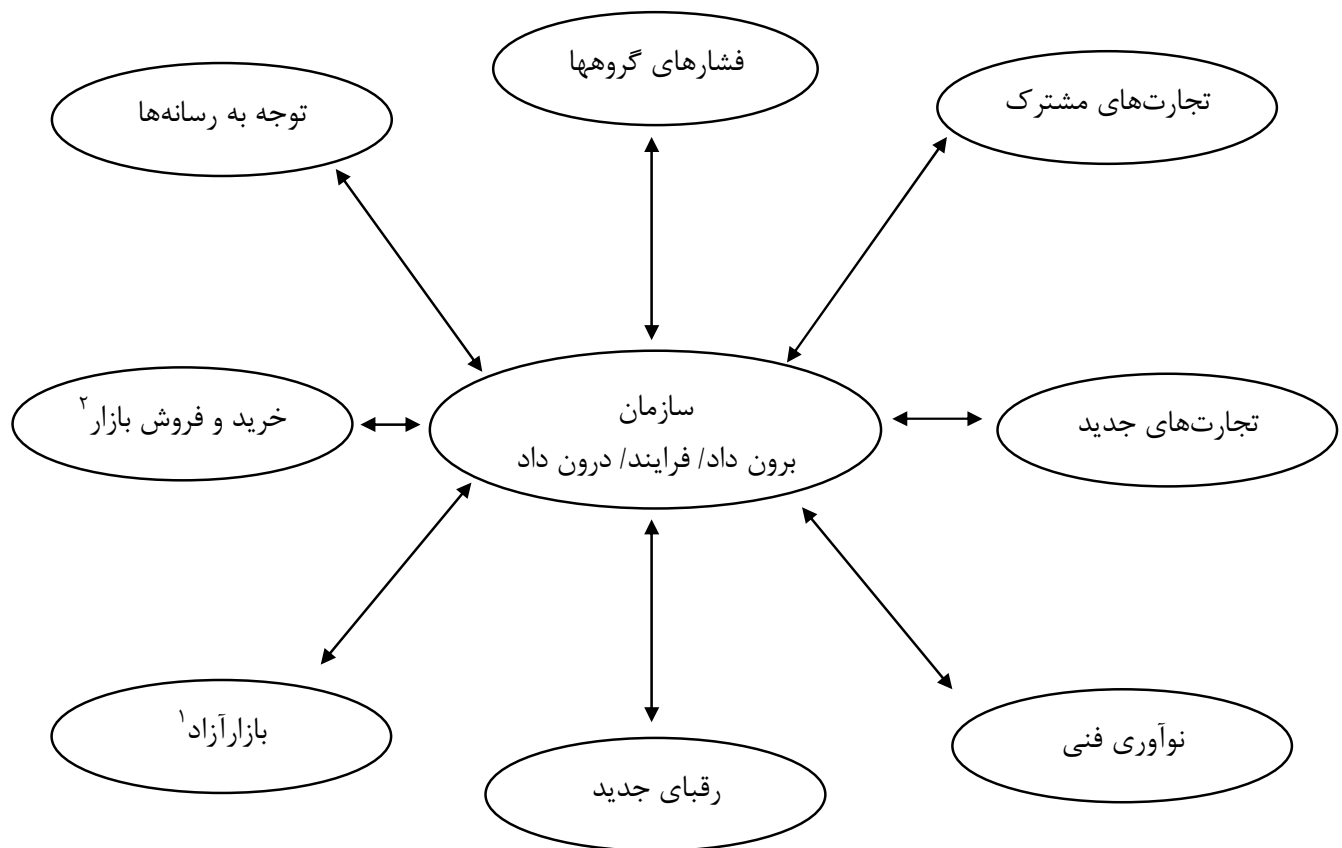 فشارهای گروهها
تجارت‌های مشترک
توجه به رسانه‌ها
سازمان
برون داد/ فرایند/ درون داد
تجارت‌های جدید
خرید و فروش بازار۲
نوآوری فنی
بازارآزاد۱
رقبای جدید